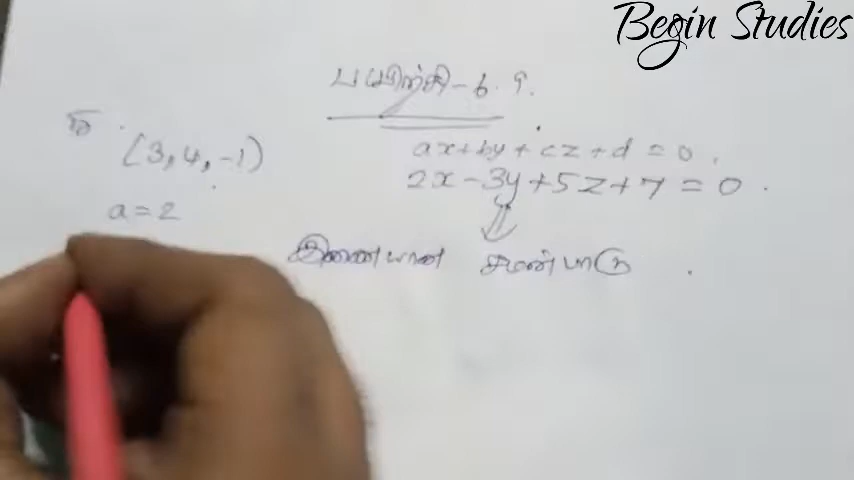 Begin Studies
பயிற்சி - 6.9.
(3, 4, -1)
ax+by+cz+d=0.
2x-3y+5z+7=0.
a=2
இணையான சமன்பாடு.